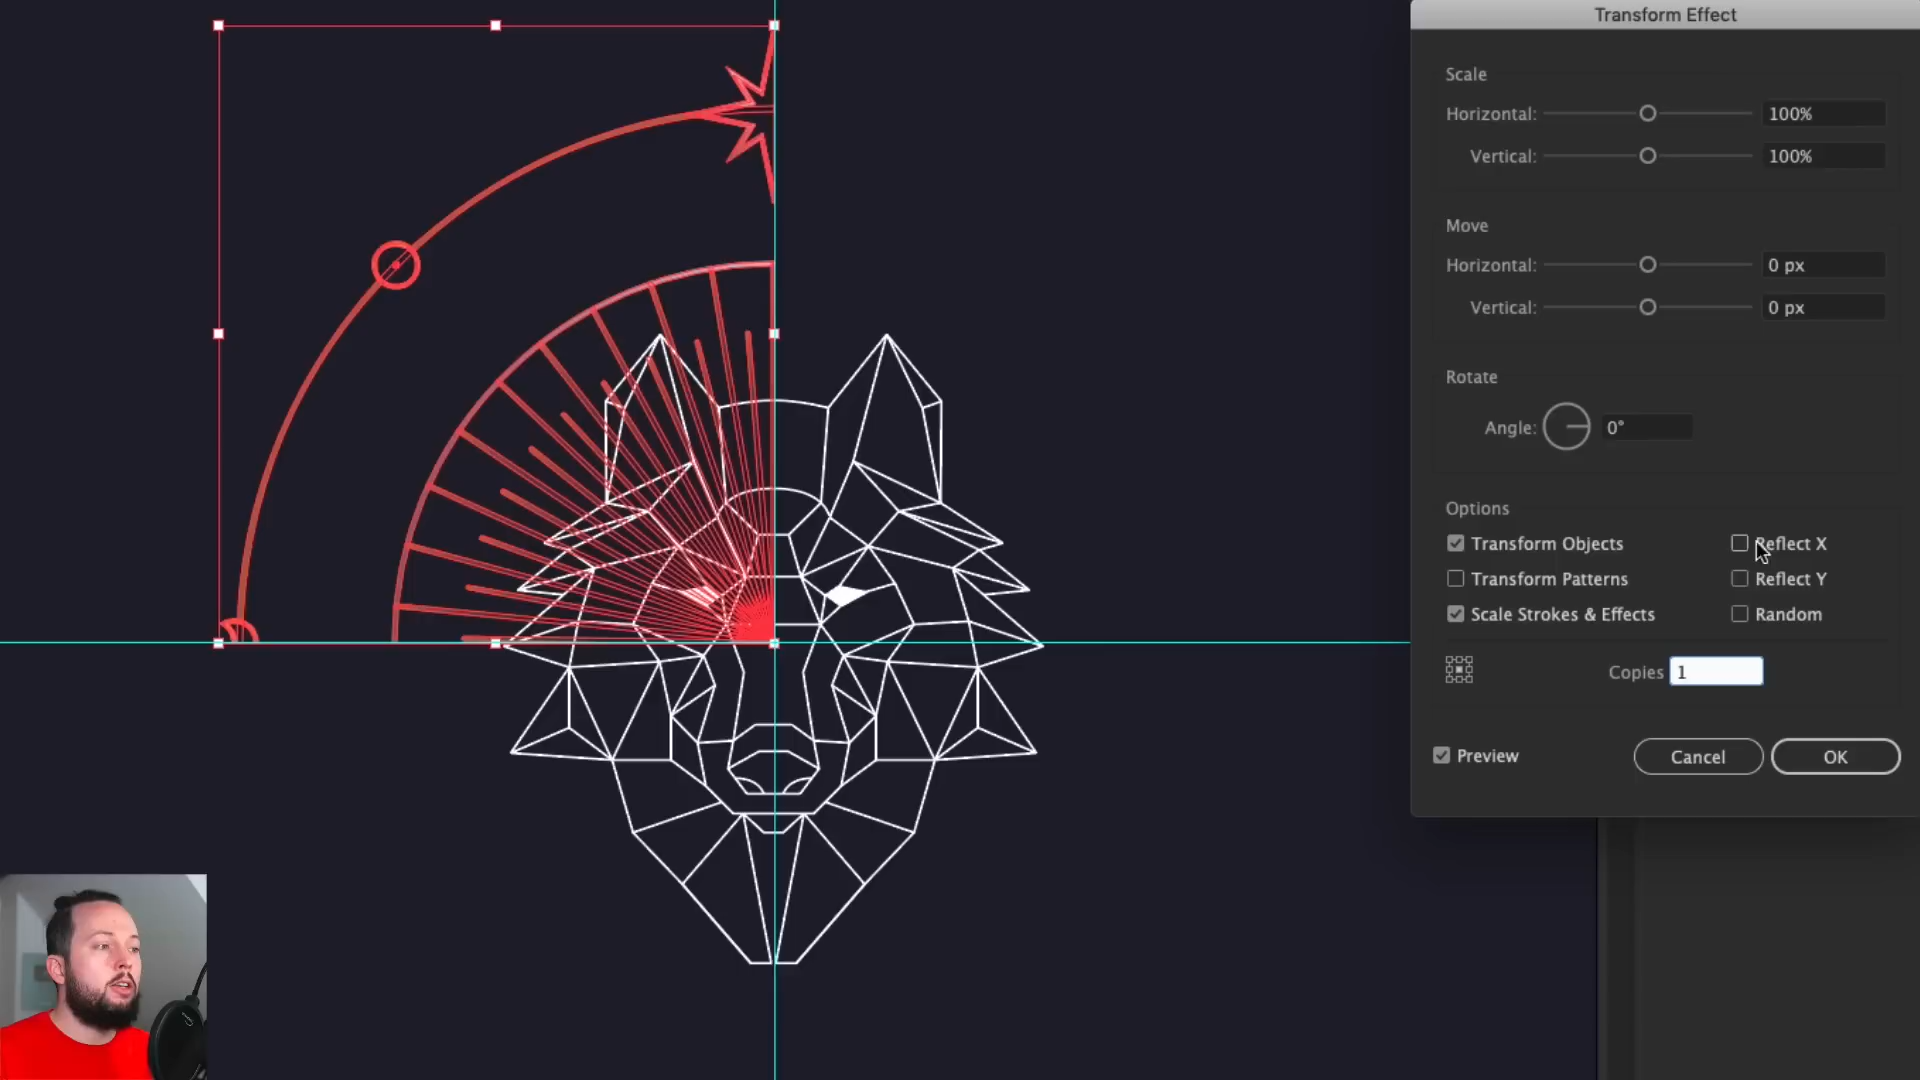 Transform Effect
Scale
Horizontal: 100%
Vertical: 100%
Move
Horizontal: 0 px
Vertical: 0 px
Rotate
Angle: 0°
Options
Transform Objects Reflect X
Transform Patterns Reflect Y
Scale Strokes & Effects Random
Copies 1
Preview Cancel OK